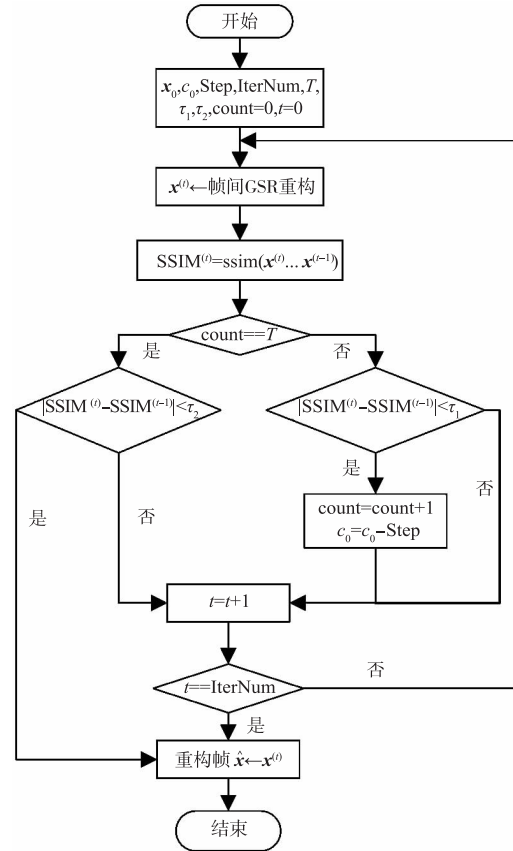 开始
x₀,c₀,Step,IterNum,T,
τ₁,τ₂,count=0,t=0
x⁽ᵗ⁾←帧间GSR重构
SSIM⁽ᵗ⁾=ssim(x⁽ᵗ⁾…x⁽ᵗ⁻¹⁾)
count==T
是
否
|SSIM⁽ᵗ⁾−SSIM⁽ᵗ⁻¹⁾|<τ₂
|SSIM⁽ᵗ⁾−SSIM⁽ᵗ⁻¹⁾|<τ₁
是
否
是
否
count=count+1
c₀=c₀−Step
t=t+1
t==IterNum
否
是
重构帧 x̂←x⁽ᵗ⁾
结束